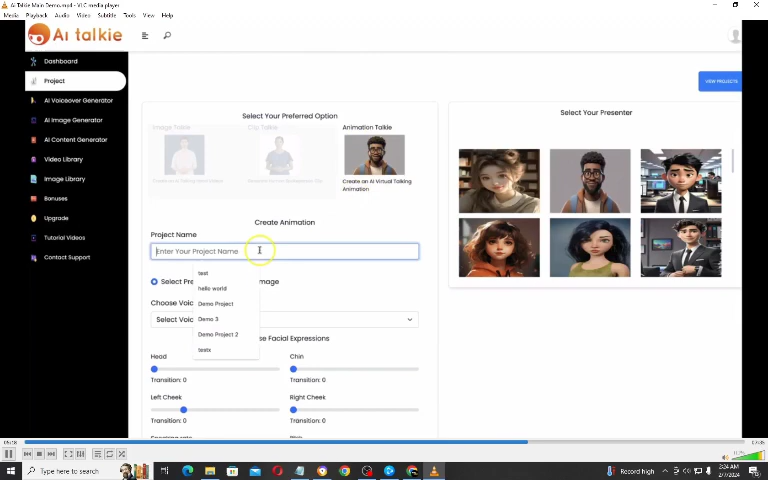 Ai Talkie Main Demo.mp4 - VLC media player
Media Playback Audio Video Subtitle Tools View Help
Ai talkie
Dashboard
Project
AI Voiceover Generator
AI Image Generator
AI Content Generator
Video Library
Image Library
Bonuses
Upgrade
Tutorial Videos
Contact Support
VIEW PROJECTS
Select Your Preferred Option
Image Talkie
Animation Talkie
Create an AI Virtual Talking
Animation
Create Animation
Project Name
Enter Your Project Name
test
hello world
Demo Project
Demo 3
Demo Project 2
testx
Select Pre
mage
Choose Voic
Select Voic
se Facial Expressions
Head
Chin
Transition: 0
Transition: 0
Left Cheek
Right Cheek
Transition: 0
Transition: 0
Select Your Presenter
05:18
07:45
Type here to search
Record high
2:24 AM
2/7/2024